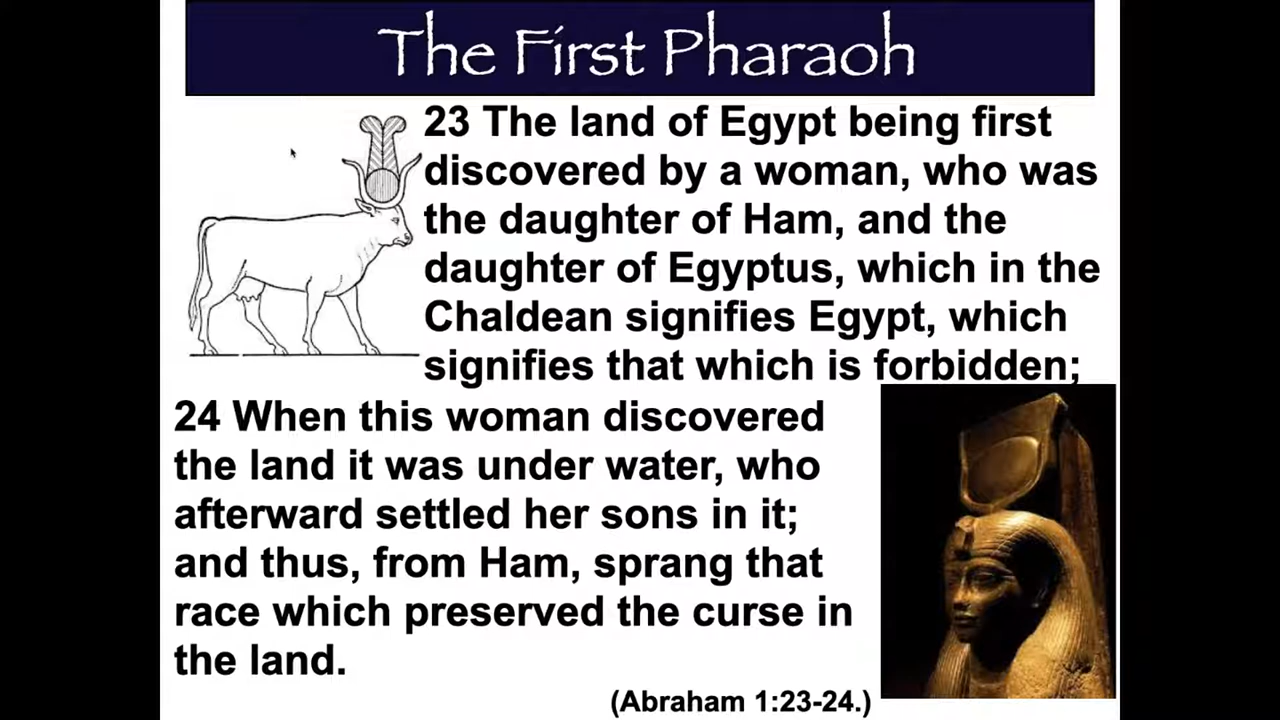 The First Pharaoh
23 The land of Egypt being first
discovered by a woman, who was
the daughter of Ham, and the
daughter of Egyptus, which in the
Chaldean signifies Egypt, which
signifies that which is forbidden;
24 When this woman discovered
the land it was under water, who
afterward settled her sons in it;
and thus, from Ham, sprang that
race which preserved the curse in
the land.
(Abraham 1:23-24.)